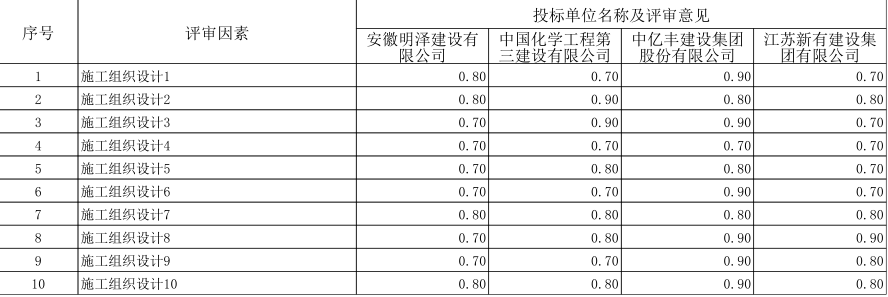 序号 评审因素 投标单位名称及评审意见
安徽明泽建设有限公司 中国化学工程第三建设有限公司 中亿丰建设集团股份有限公司 江苏新有建设集团有限公司
1 施工组织设计1 0.80 0.70 0.90 0.70
2 施工组织设计2 0.80 0.90 0.80 0.80
3 施工组织设计3 0.70 0.90 0.90 0.70
4 施工组织设计4 0.70 0.70 0.70 0.70
5 施工组织设计5 0.70 0.80 0.80 0.70
6 施工组织设计6 0.70 0.70 0.90 0.70
7 施工组织设计7 0.80 0.80 0.80 0.80
8 施工组织设计8 0.70 0.80 0.90 0.90
9 施工组织设计9 0.70 0.70 0.90 0.80
10 施工组织设计10 0.80 0.80 0.90 0.80